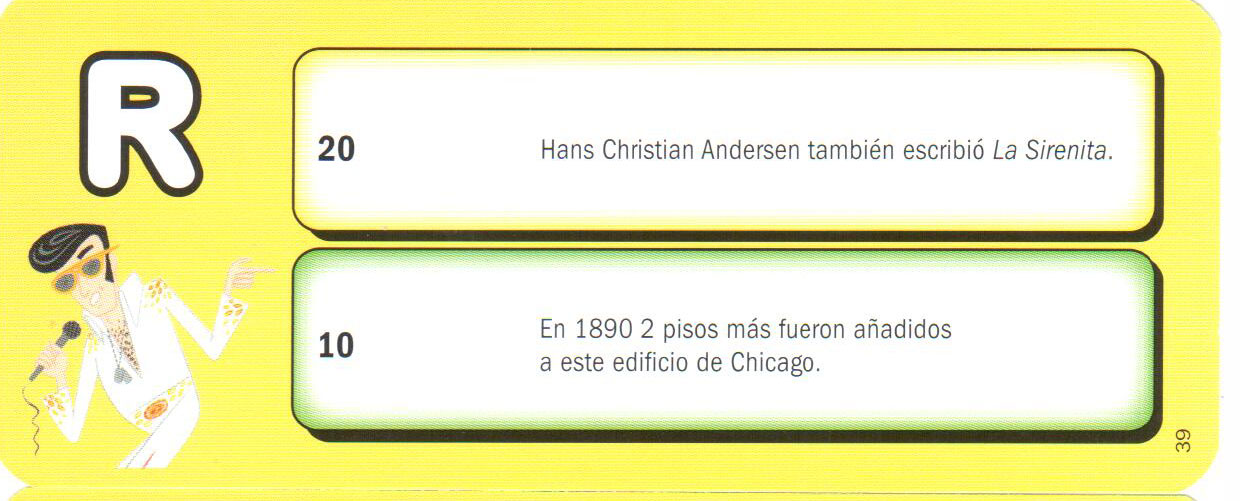 R
20
Hans Christian Andersen también escribió La Sirenita.
10
En 1890 2 pisos más fueron añadidos
a este edificio de Chicago.
39